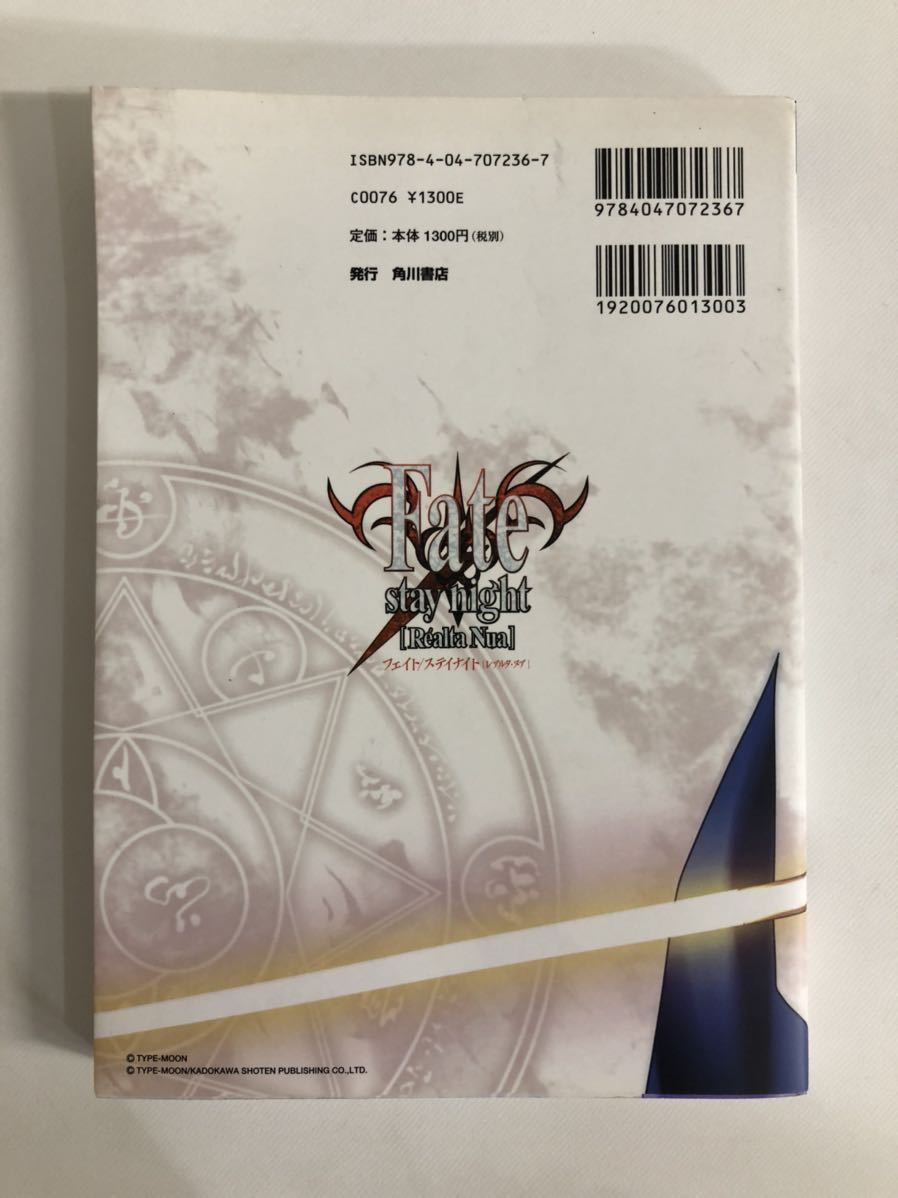 ISBN978-4-04-707236-7
C0076 ¥1300E
定価：本体1300円（税別）
発行 角川書店
9784047072367
1920076013003
Fate
stay night
[Réalta Nua]
フェイト/ステイナイト[レアルタ・ヌア]
© TYPE-MOON
© TYPE-MOON/KADOKAWA SHOTEN PUBLISHING CO.,LTD.